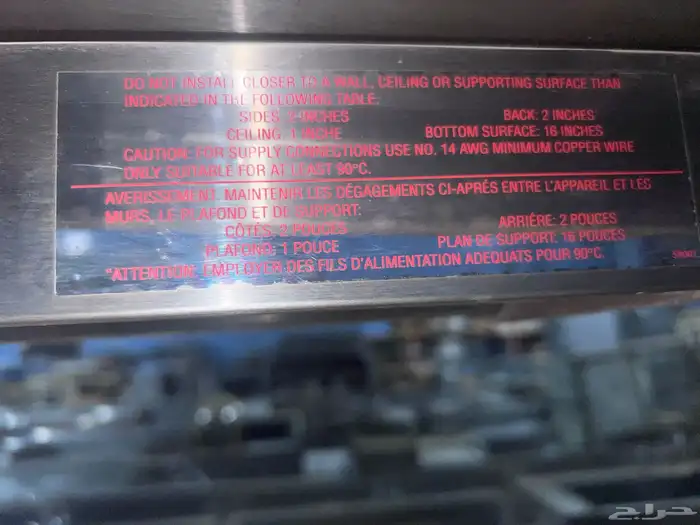 DO NOT INSTALL CLOSER TO A WALL, CEILING OR SUPPORTING SURFACE THAN
INDICATED IN THE FOLLOWING TABLE:
SIDES: INCHES BACK: 2 INCHES
CEILING: 1 INCHE BOTTOM SURFACE: 16 INCHES
CAUTION: FOR SUPPLY CONNECTIONS USE NO. 14 AWG MINIMUM COPPER WIRE
ONLY SUITABLE FOR AT LEAST 90°C.
AVERISSEMENT: MAINTENIR LES DÉGAGEMENTS CI-APRÉS ENTRE L'APPAREIL ET LES
MURS, LE PLAFOND ET DE SUPPORT:
CÔTÉS: 2 POUCES ARRIÈRE: 2 POUCES
PLAFOND: 1 POUCE PLAN DE SUPPORT: 16 POUCES
"ATTENTION: EMPLOYER DES FILS D'ALIMENTATION ADEQUATS POUR 90°C.
حراج